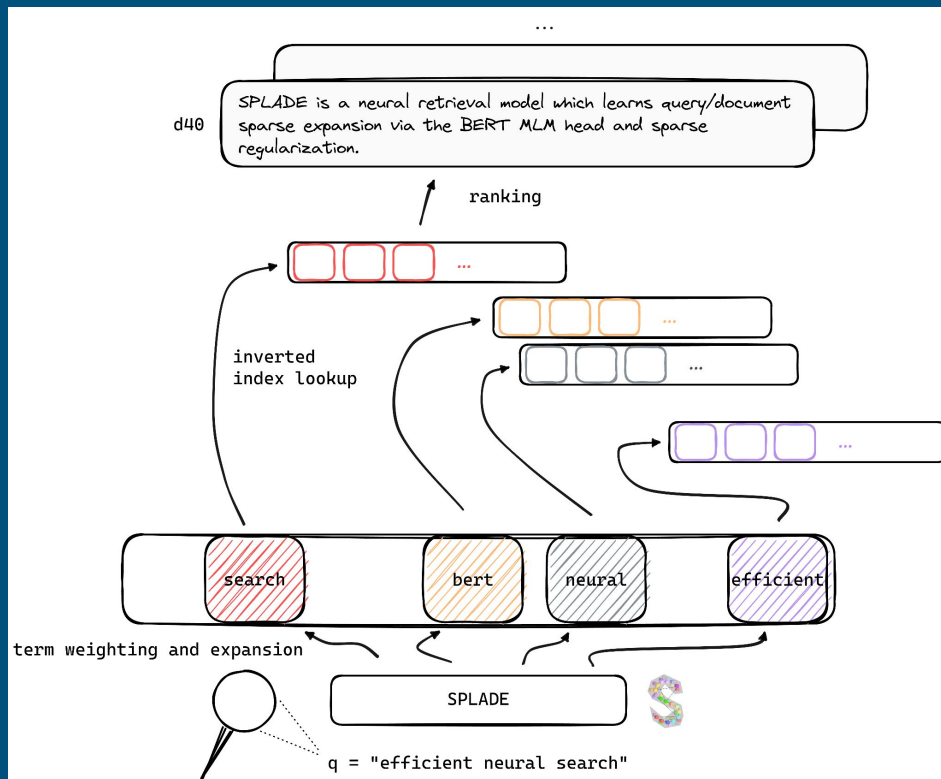 ...
d40
SPLADE is a neural retrieval model which learns query/document
sparse expansion via the BERT MLM head and sparse
regularization.
ranking
...
...
inverted
index lookup
...
...
search
bert
neural
efficient
term weighting and expansion
SPLADE
S
q = "efficient neural search"